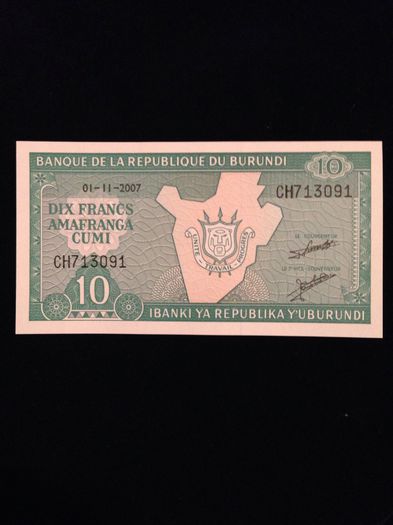 BANQUE DE LA REPUBLIQUE DU BURUNDI 10
01-11-2007
CH713091
DIX FRANCS
AMAFRANGA
CUMI
LE GOUVERNEUR
CH713091
UNITE - TRAVAIL - PROGRES
LE 1er VICE-GOUVERNEUR
10
IBANKI YA REPUBLIKA Y'UBURUNDI